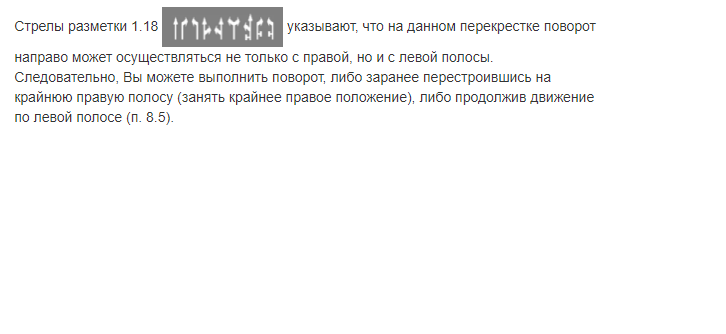 Стрелы разметки 1.18 указывают, что на данном перекрестке поворот
направо может осуществляться не только с правой, но и с левой полосы.
Следовательно, Вы можете выполнить поворот, либо заранее перестроившись на
крайнюю правую полосу (занять крайнее правое положение), либо продолжив движение
по левой полосе (п. 8.5).